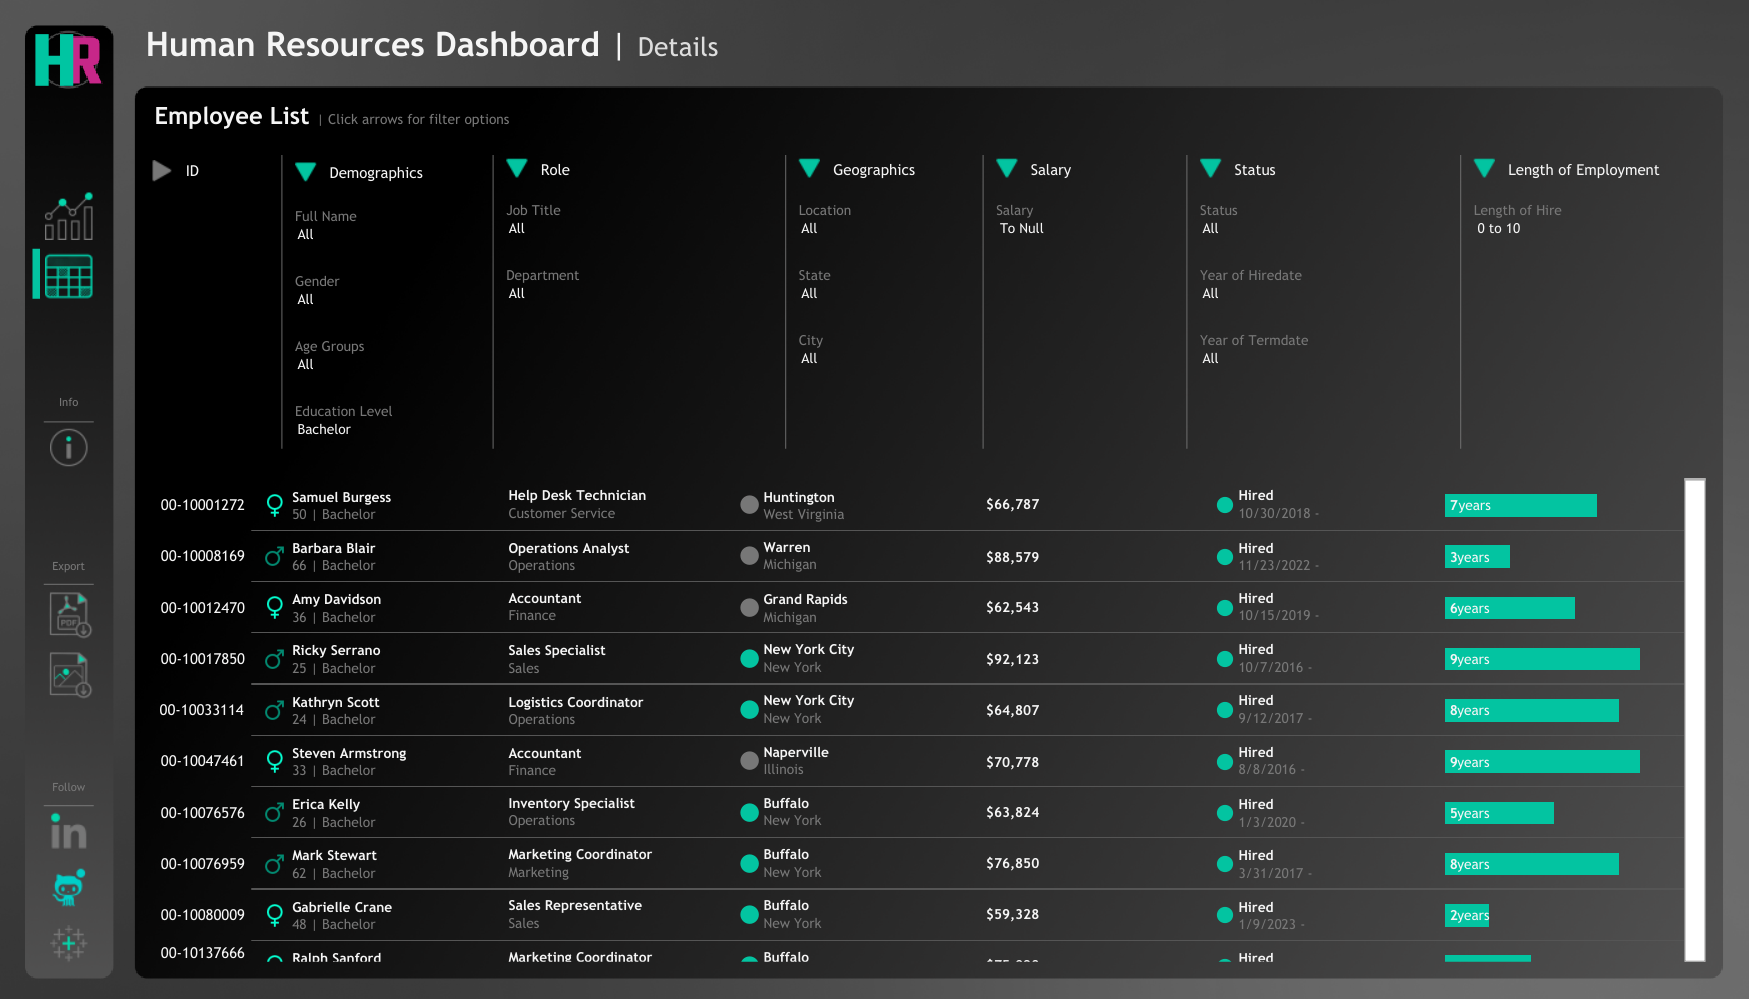 HR
Human Resources Dashboard | Details
Employee List | Click arrows for filter options
ID
Demographics
Role
Geographics
Salary
Status
Length of Employment
Full Name
All
Gender
All
Age Groups
All
Education Level
Bachelor
Job Title
All
Department
All
Location
All
State
All
City
All
Salary
To Null
Status
All
Year of Hiredate
All
Year of Termdate
All
Length of Hire
0 to 10
Info
Export
PDF
Follow
in
00-10001272
Samuel Burgess
50 | Bachelor
Help Desk Technician
Customer Service
Huntington
West Virginia
$66,787
Hired
10/30/2018 -
7years
00-10008169
Barbara Blair
66 | Bachelor
Operations Analyst
Operations
Warren
Michigan
$88,579
Hired
11/23/2022 -
3years
00-10012470
Amy Davidson
36 | Bachelor
Accountant
Finance
Grand Rapids
Michigan
$62,543
Hired
10/15/2019 -
6years
00-10017850
Ricky Serrano
25 | Bachelor
Sales Specialist
Sales
New York City
New York
$92,123
Hired
10/7/2016 -
9years
00-10033114
Kathryn Scott
24 | Bachelor
Logistics Coordinator
Operations
New York City
New York
$64,807
Hired
9/12/2017 -
8years
00-10047461
Steven Armstrong
33 | Bachelor
Accountant
Finance
Naperville
Illinois
$70,778
Hired
8/8/2016 -
9years
00-10076576
Erica Kelly
26 | Bachelor
Inventory Specialist
Operations
Buffalo
New York
$63,824
Hired
1/3/2020 -
5years
00-10076959
Mark Stewart
62 | Bachelor
Marketing Coordinator
Marketing
Buffalo
New York
$76,850
Hired
3/31/2017 -
8years
00-10080009
Gabrielle Crane
48 | Bachelor
Sales Representative
Sales
Buffalo
New York
$59,328
Hired
1/9/2023 -
2years
00-10137666
Ralph Sanford
Marketing Coordinator
Buffalo
Hired